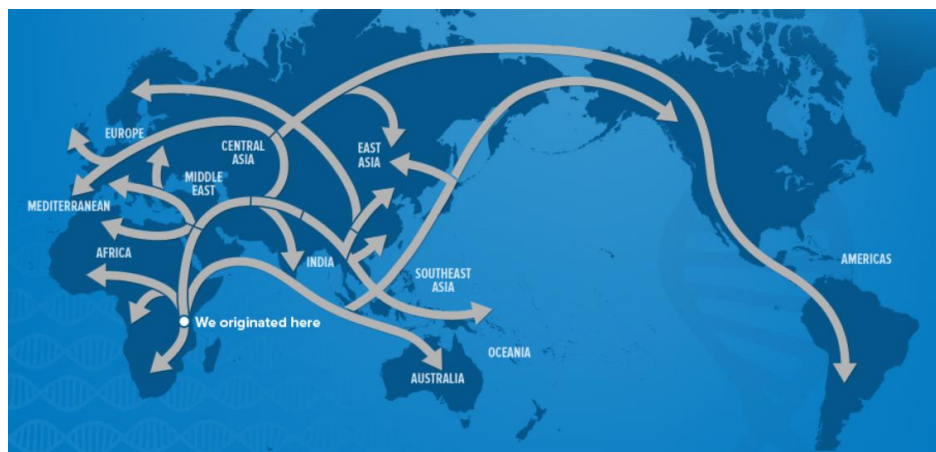 EUROPE
CENTRAL
ASIA
EAST
ASIA
MIDDLE
EAST
MEDITERRANEAN
AFRICA
INDIA
SOUTHEAST
ASIA
AMERICAS
We originated here
OCEANIA
AUSTRALIA